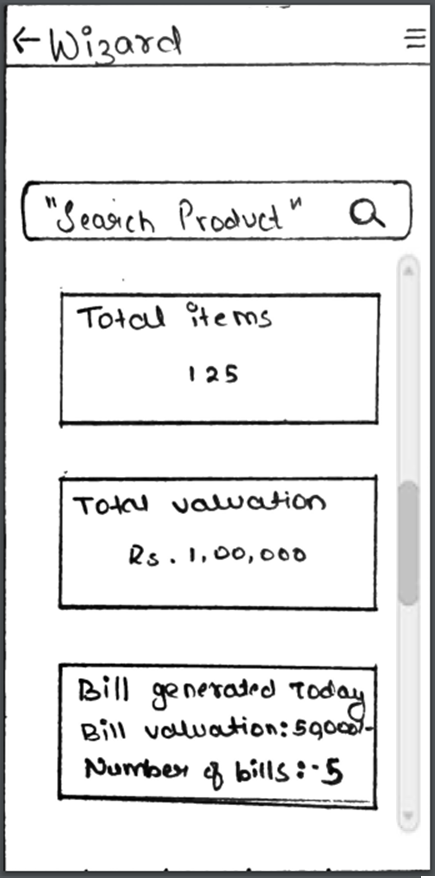 ←Wizard
"Search Product"
Total items
125
Total valuation
Rs. 1,00,000
Bill generated Today
Bill valuation:
Number of bills:-5